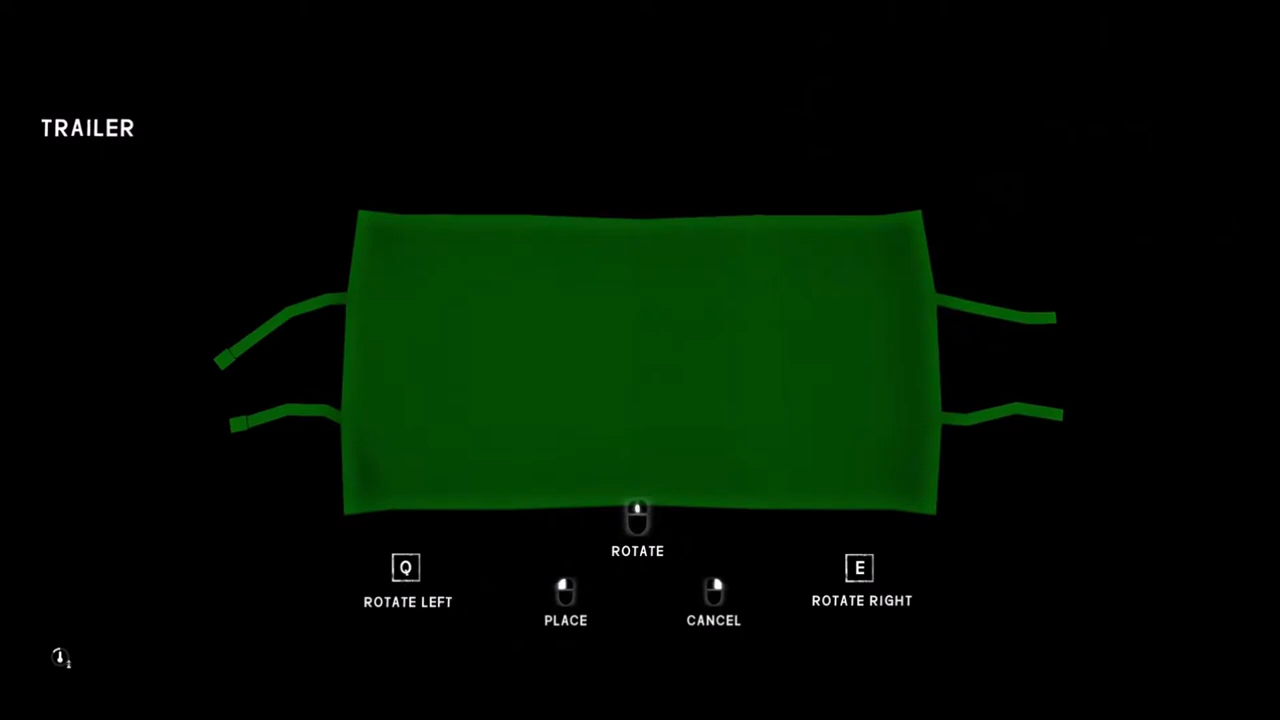 TRAILER
ROTATE
Q
E
ROTATE LEFT
ROTATE RIGHT
PLACE
CANCEL